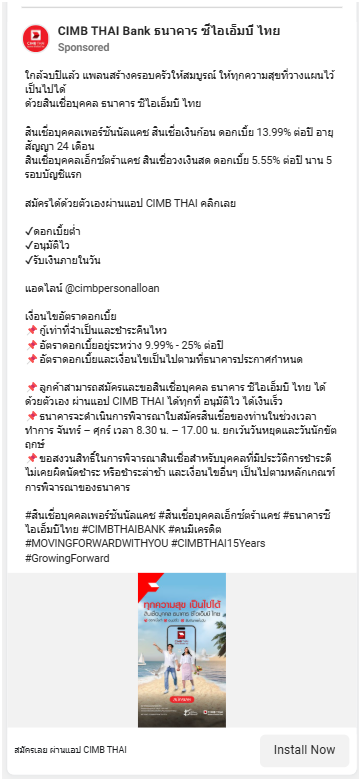 CIMB THAI Bank ธนาคาร ซีไอเอ็มบี ไทย
Sponsored
ใกล้จบปีแล้ว แพลนสร้างครอบครัวให้สมบูรณ์ ให้ทุกความสุขที่วางแผนไว้
เป็นไปได้
ด้วยสินเชื่อบุคคล ธนาคาร ซีไอเอ็มบี ไทย
สินเชื่อบุคคลเพอร์ซันนัลแคช สินเชื่อเงินก้อน ดอกเบี้ย 13.99% ต่อปี อายุ
สัญญา 24 เดือน
สินเชื่อบุคคลเอ็กซ์ตร้าแคช สินเชื่อวงเงินสด ดอกเบี้ย 5.55% ต่อปี นาน 5
รอบบัญชีแรก
สมัครได้ด้วยตัวเองผ่านแอป CIMB THAI คลิกเลย
✓ดอกเบี้ยต่ำ
✓อนุมัติไว
✓รับเงินภายในวัน
แอดไลน์ @cimbpersonalloan
เงื่อนไขอัตราดอกเบี้ย
📌กู้เท่าที่จำเป็นและชำระคืนไหว
📌อัตราดอกเบี้ยอยู่ระหว่าง 9.99% - 25% ต่อปี
📌อัตราดอกเบี้ยและเงื่อนไขเป็นไปตามที่ธนาคารประกาศกำหนด
📌ลูกค้าสามารถสมัครและขอสินเชื่อบุคคล ธนาคาร ซีไอเอ็มบี ไทย ได้
ด้วยตัวเอง ผ่านแอป CIMB THAI ได้ทุกที่ อนุมัติไว ได้เงินเร็ว
📌ธนาคารจะดำเนินการพิจารณาใบสมัครสินเชื่อของท่านในช่วงเวลา
ทำการ จันทร์ – ศุกร์ เวลา 8.30 น. – 17.00 น. ยกเว้นวันหยุดและวันนักขัต
ฤกษ์
📌ขอสงวนสิทธิ์ในการพิจารณาสินเชื่อสำหรับบุคคลที่มีประวัติการชำระดี
ไม่เคยผิดนัดชำระ หรือชำระล่าช้า และเงื่อนไขอื่นๆ เป็นไปตามหลักเกณฑ์
การพิจารณาของธนาคาร
#สินเชื่อบุคคลเพอร์ซันนัลแคช #สินเชื่อบุคคลเอ็กซ์ตร้าแคช #ธนาคารซี
ไอเอ็มบีไทย #CIMBTHAIBANK #คนมีเครดิต
#MOVINGFORWARDWITHYOU #CIMBTHAI15Years
#GrowingForward
ทุกความสุข เป็นไปได้
สินเชื่อบุคคล ธนาคาร ซีไอเอ็มบี ไทย
สมัครเลย ผ่านแอป CIMB THAI
Install Now